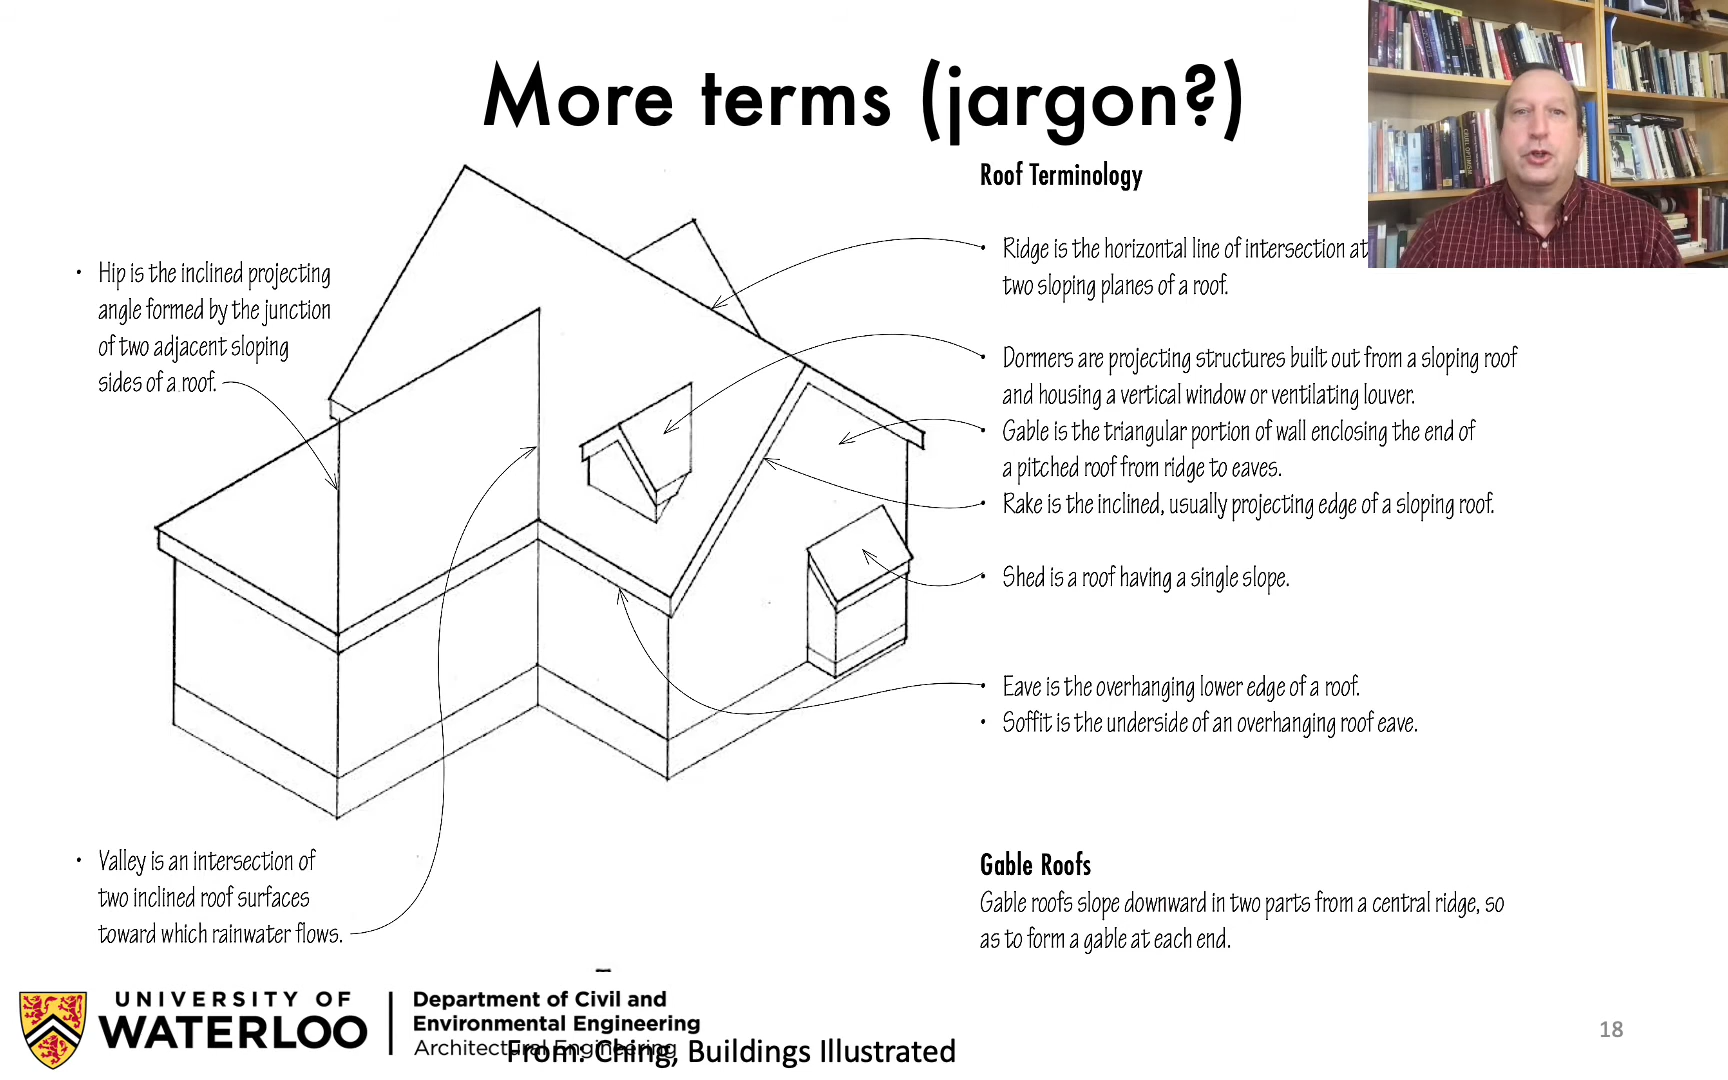 More terms (jargon?)
Roof Terminology
• Hip is the inclined projecting
angle formed by the junction
of two adjacent sloping
sides of a roof.
• Ridge is the horizontal line of intersection at
two sloping planes of a roof.
• Dormers are projecting structures built out from a sloping roof
and housing a vertical window or ventilating louver.
• Gable is the triangular portion of wall enclosing the end of
a pitched roof from ridge to eaves.
• Rake is the inclined, usually projecting edge of a sloping roof.
• Shed is a roof having a single slope.
• Eave is the overhanging lower edge of a roof.
• Soffit is the underside of an overhanging roof eave.
• Valley is an intersection of
two inclined roof surfaces
toward which rainwater flows.
Gable Roofs
Gable roofs slope downward in two parts from a central ridge, so
as to form a gable at each end.
UNIVERSITY OF
WATERLOO
Department of Civil and
Environmental Engineering
Architectural Engineering
From: Ching, Buildings Illustrated
18